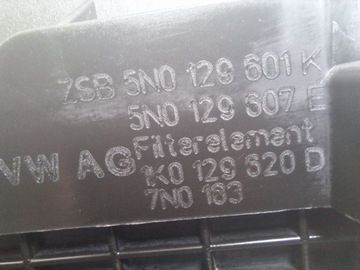 ZSB 5N0 129 601 K
5N0 129 607 E
VW AG Filterelement
1K0 129 620 D
7N0 183